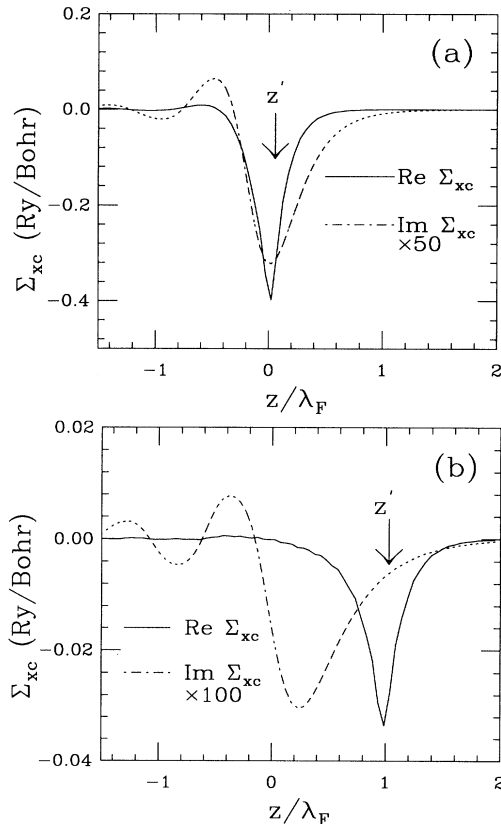 (a)
z'
0.0
−0.2
−0.4
Σxc (Ry/Bohr)
Re Σxc
Im Σxc
×50
−1
0
1
2
z/λF
(b)
z'
0.02
0.00
−0.02
−0.04
Σxc (Ry/Bohr)
Re Σxc
Im Σxc
×100
−1
0
1
2
z/λF